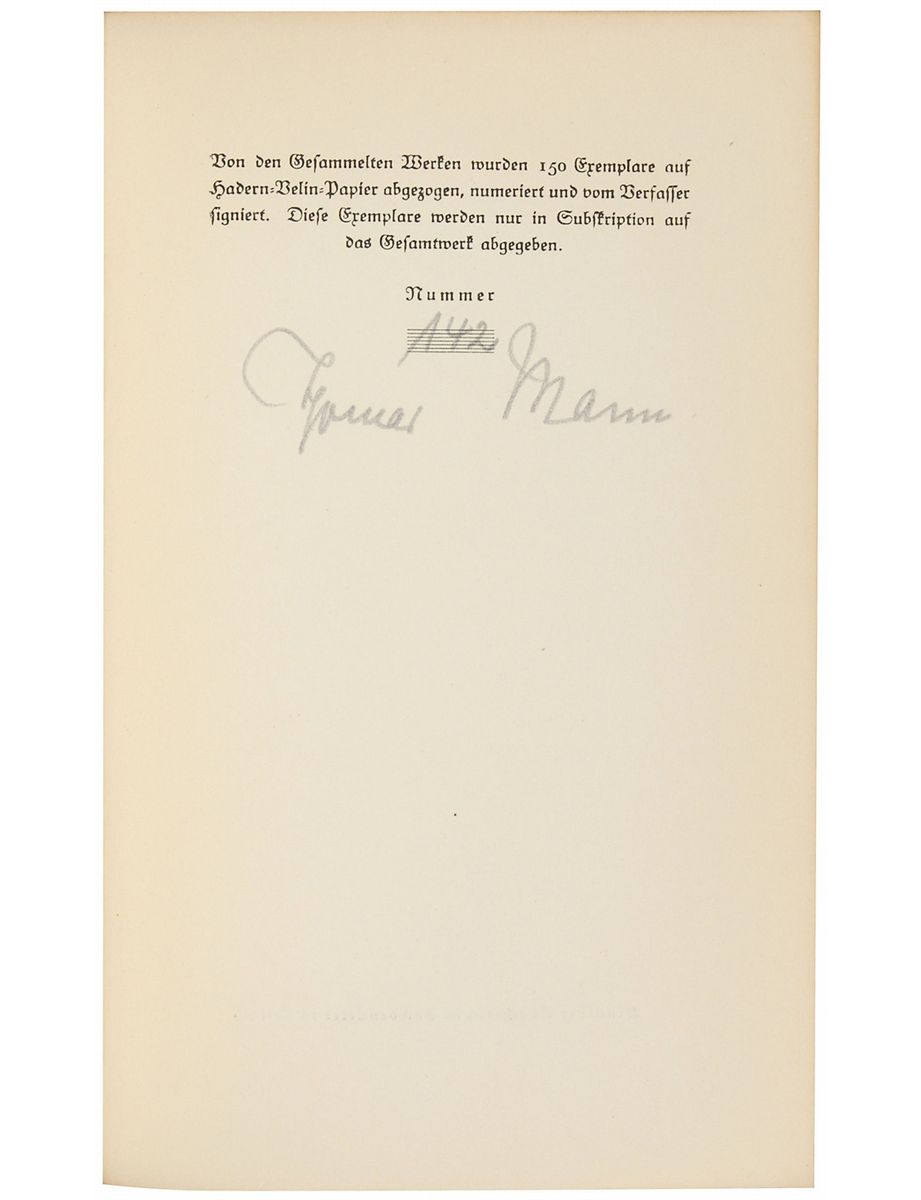 Von den Gesammelten Werken wurden 150 Exemplare auf
Hadern-Velin-Papier abgezogen, numeriert und vom Verfasser
signiert. Diese Exemplare werden nur in Subskription auf
das Gesamtwerk abgegeben.
Nummer
142
Thomas Mann